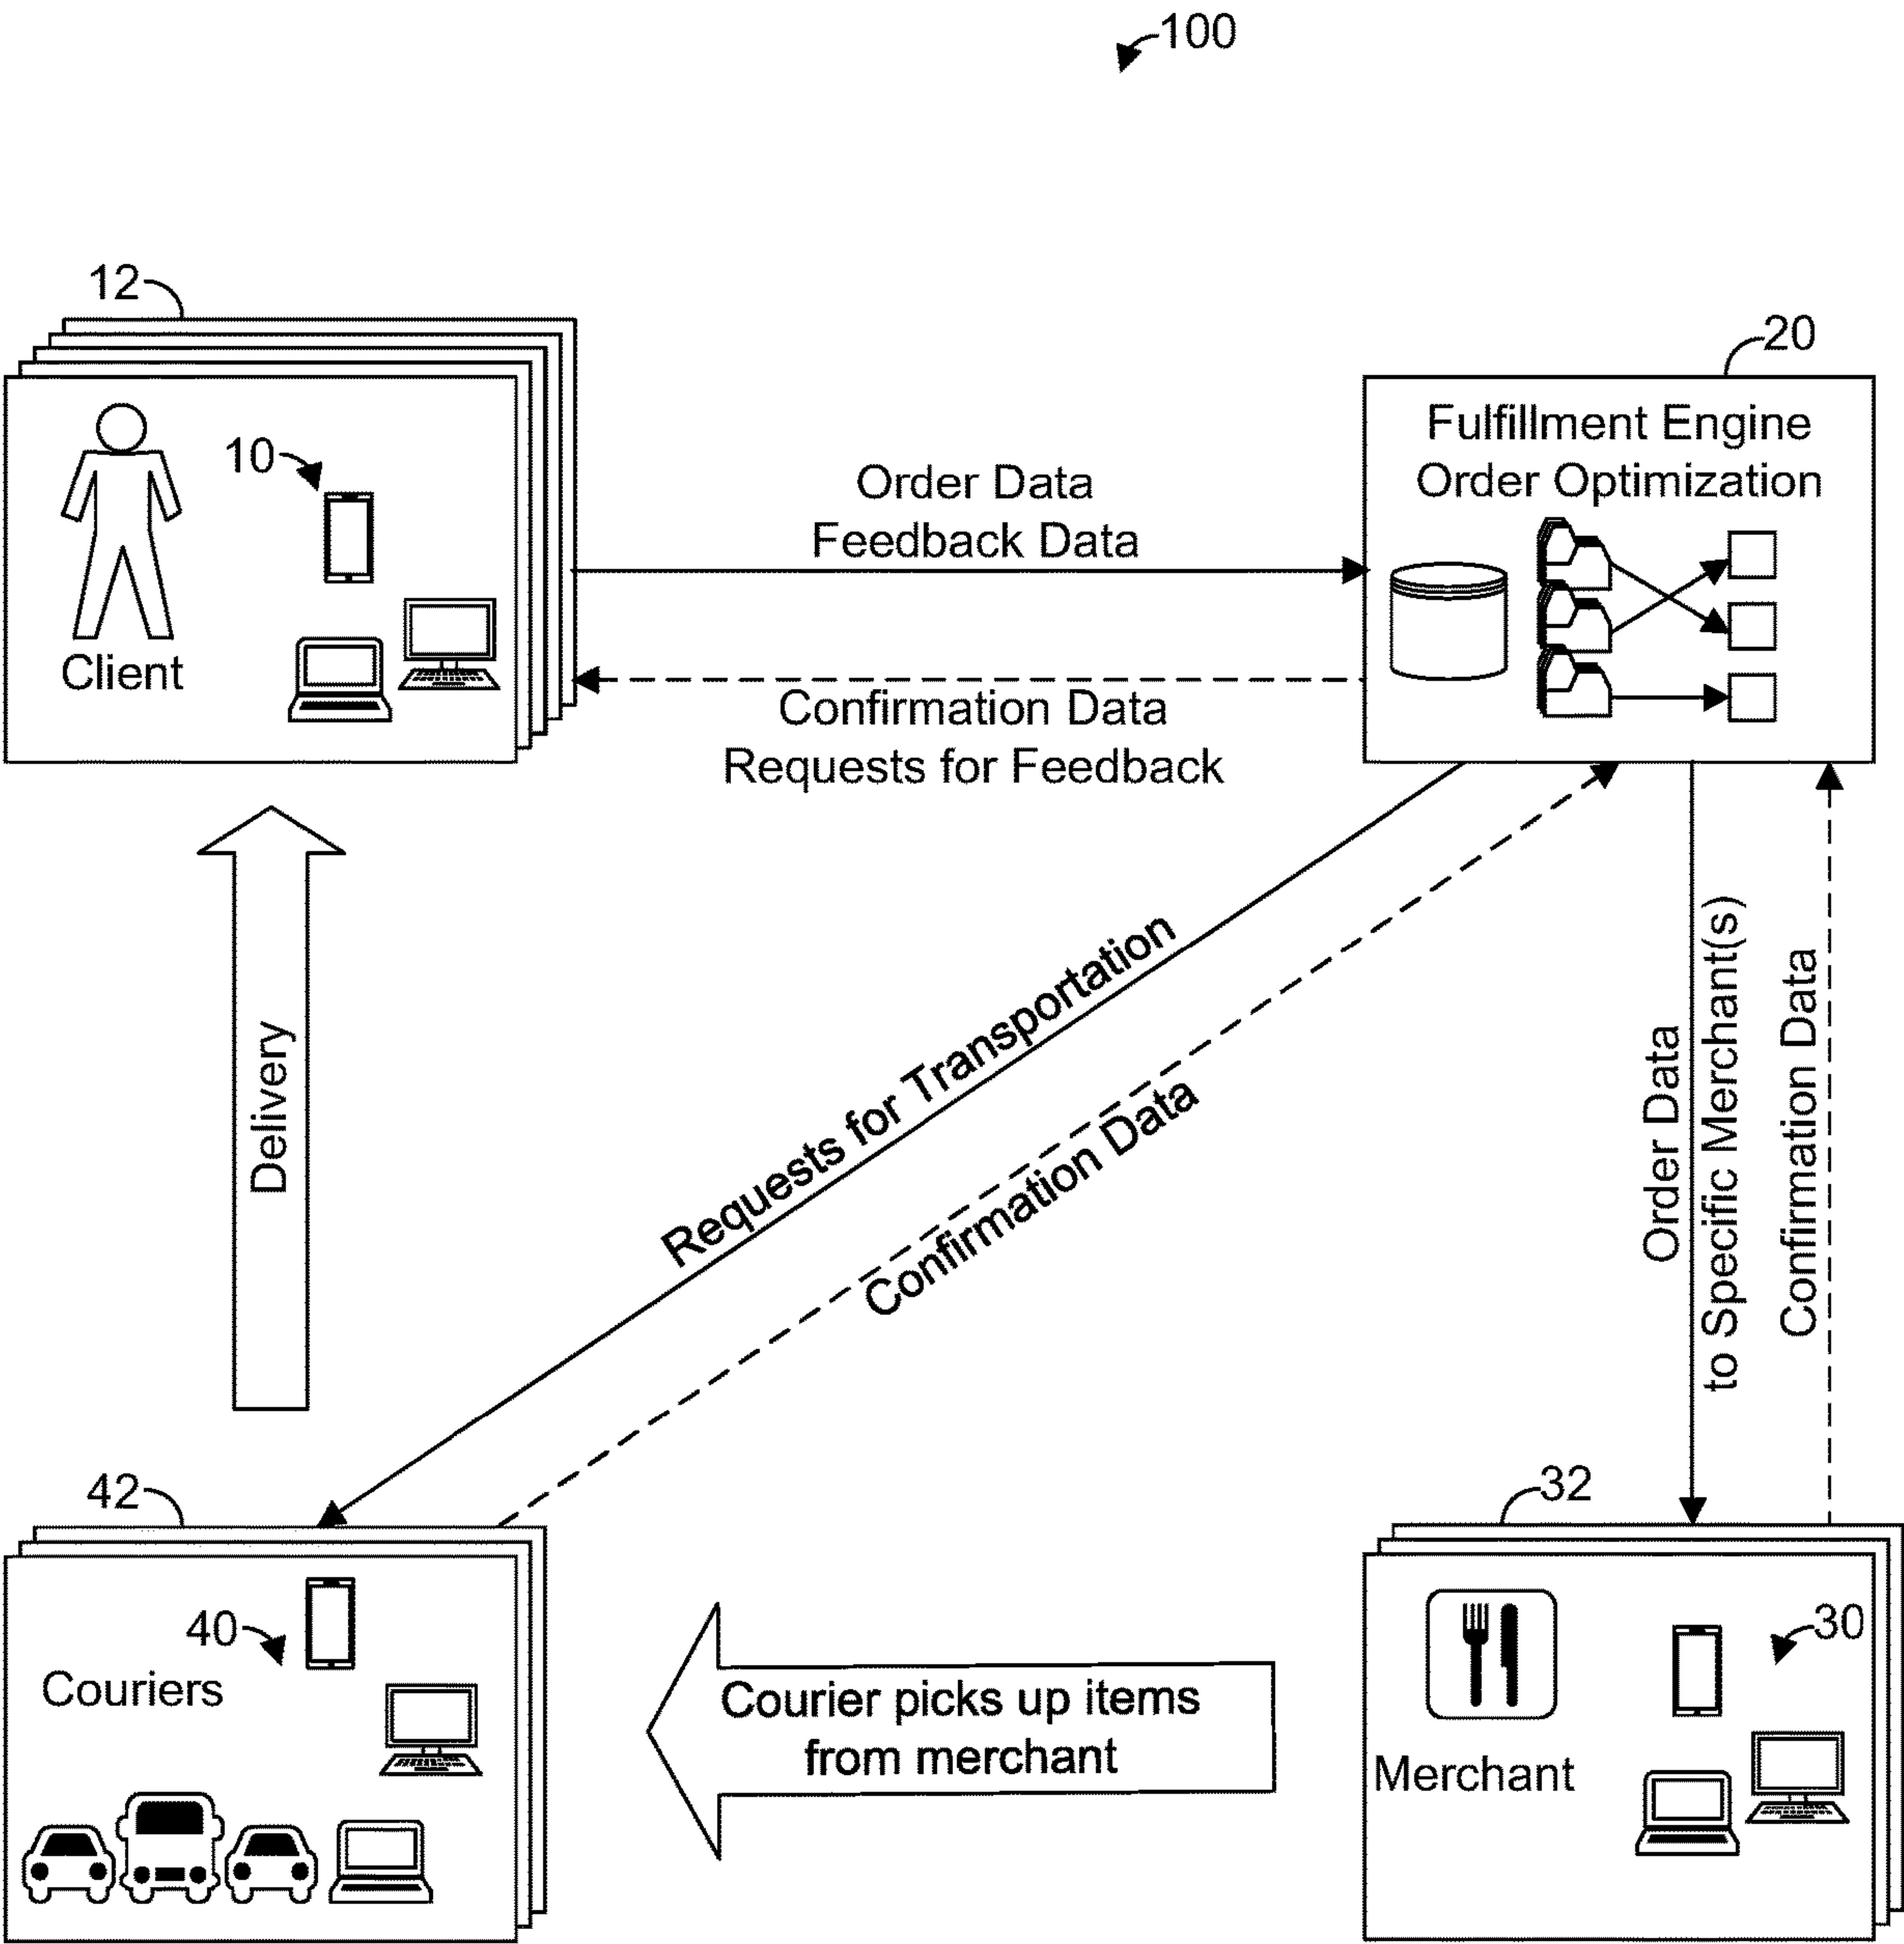 100
12
20
10
Client
Order Data
Feedback Data
Confirmation Data
Requests for Feedback
Fulfillment Engine
Order Optimization
Delivery
Requests for Transportation
Confirmation Data
Order Data
to Specific Merchant(s)
Confirmation Data
42
32
40
Couriers
Courier picks up items
from merchant
30
Merchant